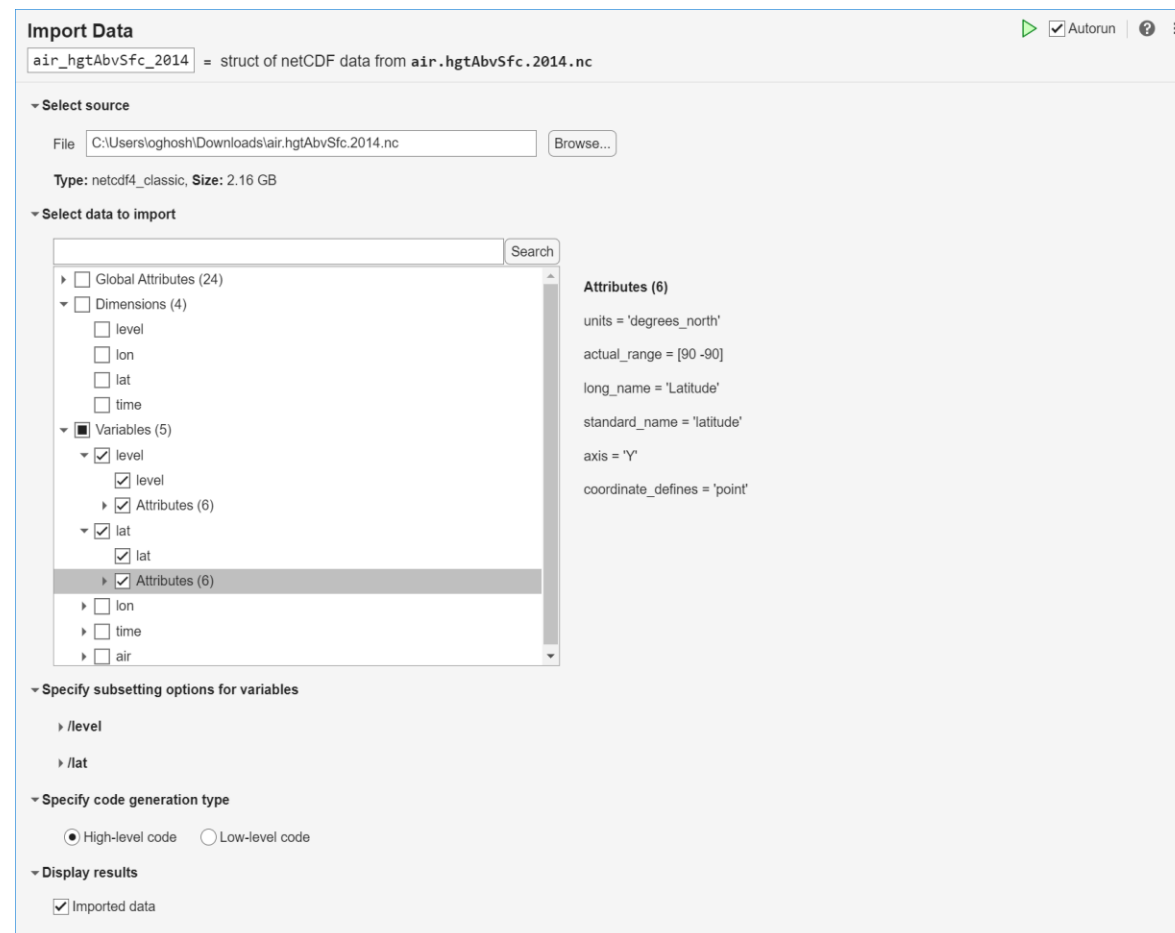 Import Data
Autorun
air_hgtAbvSfc_2014 = struct of netCDF data from air.hgtAbvSfc.2014.nc
Select source
File C:\Users\oghosh\Downloads\air.hgtAbvSfc.2014.nc Browse...
Type: netcdf4_classic, Size: 2.16 GB
Select data to import
Search
Global Attributes (24)
Dimensions (4)
level
lon
lat
time
Variables (5)
level
level
Attributes (6)
lat
lat
Attributes (6)
lon
time
air
Attributes (6)
units = 'degrees_north'
actual_range = [90 -90]
long_name = 'Latitude'
standard_name = 'latitude'
axis = 'Y'
coordinate_defines = 'point'
Specify subsetting options for variables
/level
/lat
Specify code generation type
High-level code Low-level code
Display results
Imported data